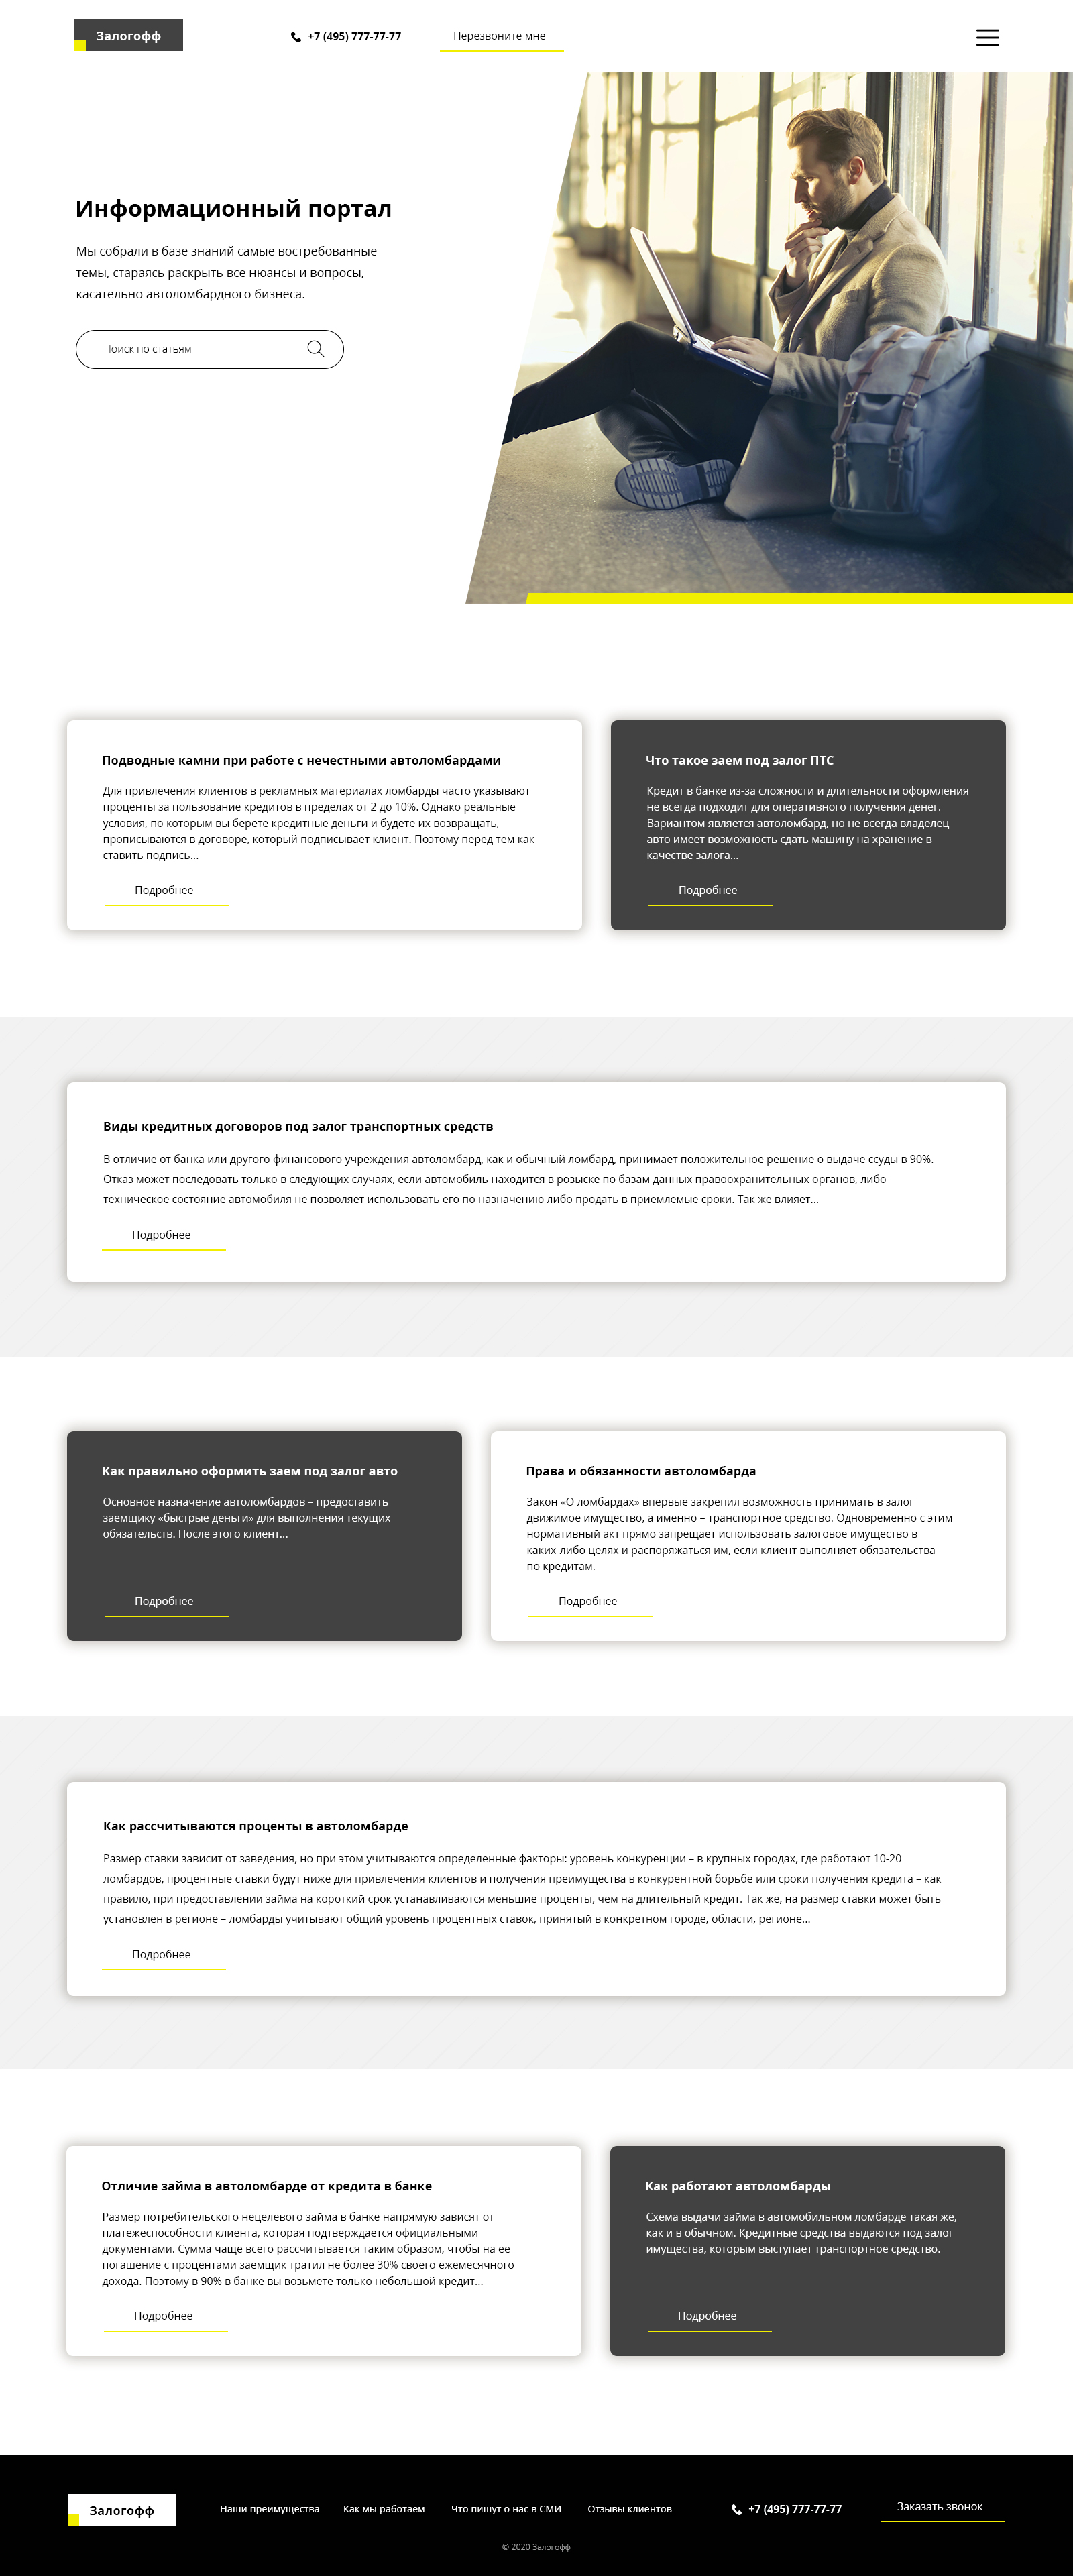 Залогофф
+7 (495) 777-77-77
Перезвоните мне
Информационный портал
Мы собрали в базе знаний самые востребованные
темы, стараясь раскрыть все нюансы и вопросы,
касательно автоломбардного бизнеса.
Поиск по статьям
Подводные камни при работе с нечестными автоломбардами
Для привлечения клиентов в рекламных материалах ломбарды часто указывают
проценты за пользование кредитов в пределах от 2 до 10%. Однако реальные
условия, по которым вы берете кредитные деньги и будете их возвращать,
прописываются в договоре, который подписывает клиент. Поэтому перед тем как
ставить подпись...
Подробнее
Что такое заем под залог ПТС
Кредит в банке из-за сложности и длительности оформления
не всегда подходит для оперативного получения денег.
Вариантом является автоломбард, но не всегда владелец
авто имеет возможность сдать машину на хранение в
качестве залога...
Подробнее
Виды кредитных договоров под залог транспортных средств
В отличие от банка или другого финансового учреждения автоломбард, как и обычный ломбард, принимает положительное решение о выдаче ссуды в 90%.
Отказ может последовать только в следующих случаях, если автомобиль находится в розыске по базам данных правоохранительных органов, либо
техническое состояние автомобиля не позволяет использовать его по назначению либо продать в приемлемые сроки. Так же влияет...
Подробнее
Как правильно оформить заем под залог авто
Основное назначение автоломбардов – предоставить
заемщику «быстрые деньги» для выполнения текущих
обязательств. После этого клиент...
Подробнее
Права и обязанности автоломбарда
Закон «О ломбардах» впервые закрепил возможность принимать в залог
движимое имущество, а именно – транспортное средство. Одновременно с этим
нормативный акт прямо запрещает использовать залоговое имущество в
каких-либо целях и распоряжаться им, если клиент выполняет обязательства
по кредитам.
Подробнее
Как рассчитываются проценты в автоломбарде
Размер ставки зависит от заведения, но при этом учитываются определенные факторы: уровень конкуренции – в крупных городах, где работают 10-20
ломбардов, процентные ставки будут ниже для привлечения клиентов и получения преимущества в конкурентной борьбе или сроки получения кредита – как
правило, при предоставлении займа на короткий срок устанавливаются меньшие проценты, чем на длительный кредит. Так же, на размер ставки может быть
установлен в регионе – ломбарды учитывают общий уровень процентных ставок, принятый в конкретном городе, области, регионе...
Подробнее
Отличие займа в автоломбарде от кредита в банке
Размер потребительского нецелевого займа в банке напрямую зависят от
платежеспособности клиента, которая подтверждается официальными
документами. Сумма чаще всего рассчитывается таким образом, чтобы на ее
погашение с процентами заемщик тратил не более 30% своего ежемесячного
дохода. Поэтому в 90% в банке вы возьмете только небольшой кредит...
Подробнее
Как работают автоломбарды
Схема выдачи займа в автомобильном ломбарде такая же,
как и в обычном. Кредитные средства выдаются под залог
имущества, которым выступает транспортное средство.
Подробнее
Залогофф
Наши преимущества
Как мы работаем
Что пишут о нас в СМИ
Отзывы клиентов
+7 (495) 777-77-77
Заказать звонок
© 2020 Залогофф